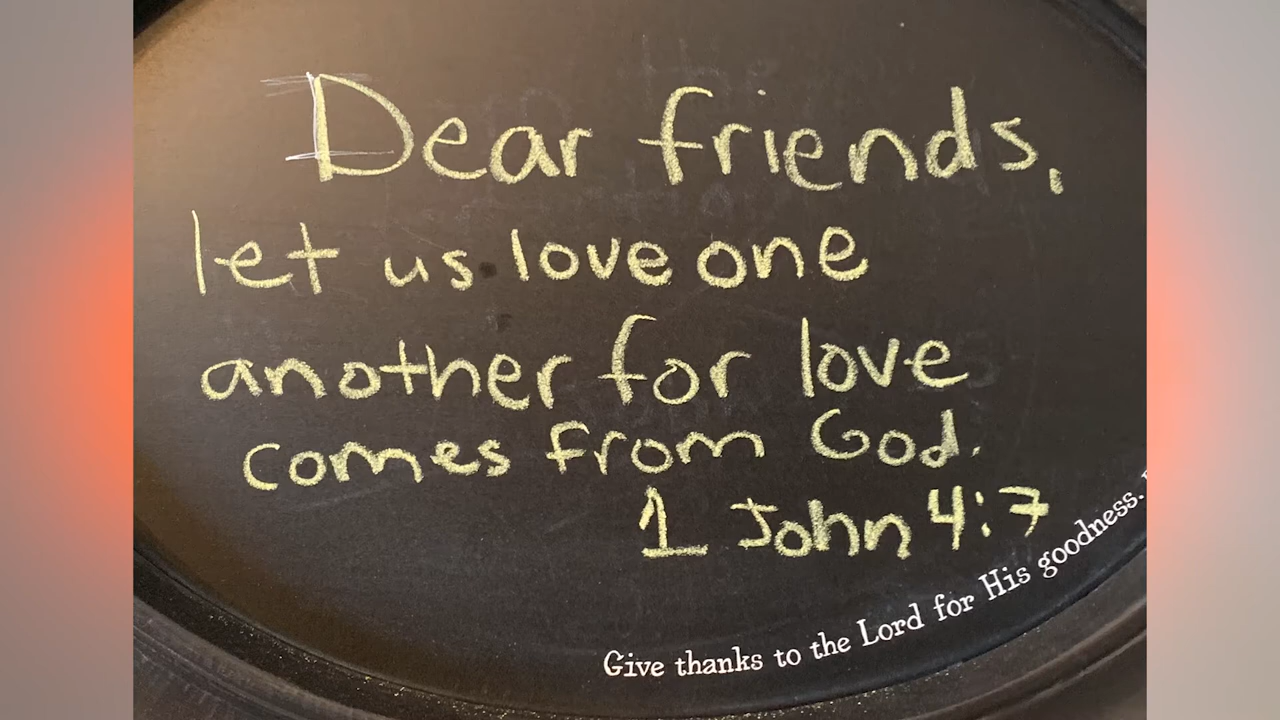 Dear friends,
let us love one
another for love
comes from God.
1 John 4:7
Give thanks to the Lord for His goodness.